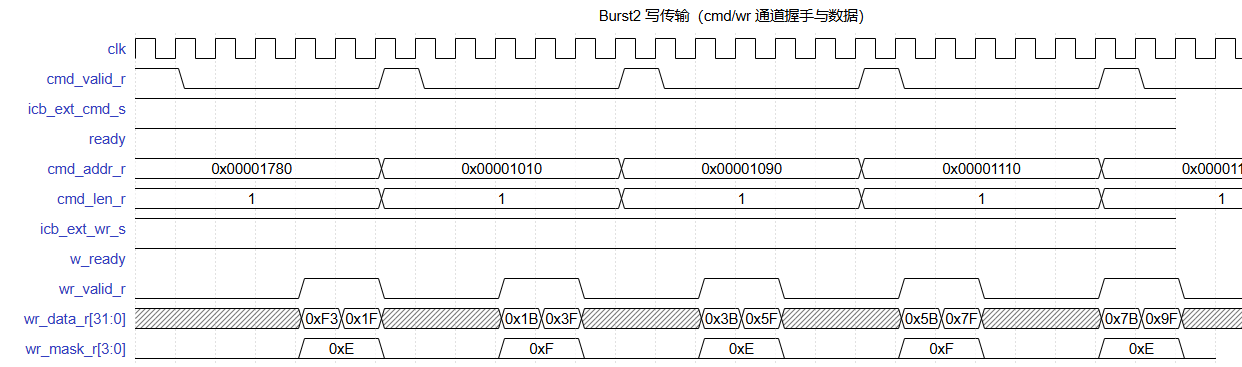 Burst2 写传输（cmd/wr 通道握手与数据）
clk
cmd_valid_r
icb_ext_cmd_s
ready
cmd_addr_r 0x00001780 0x00001010 0x00001090 0x00001110 0x000011
cmd_len_r 1 1 1 1 1
icb_ext_wr_s
w_ready
wr_valid_r
wr_data_r[31:0] 0xF3 0x1F 0x1B 0x3F 0x3B 0x5F 0x5B 0x7F 0x7B 0x9F
wr_mask_r[3:0] 0xE 0xF 0xE 0xF 0xE